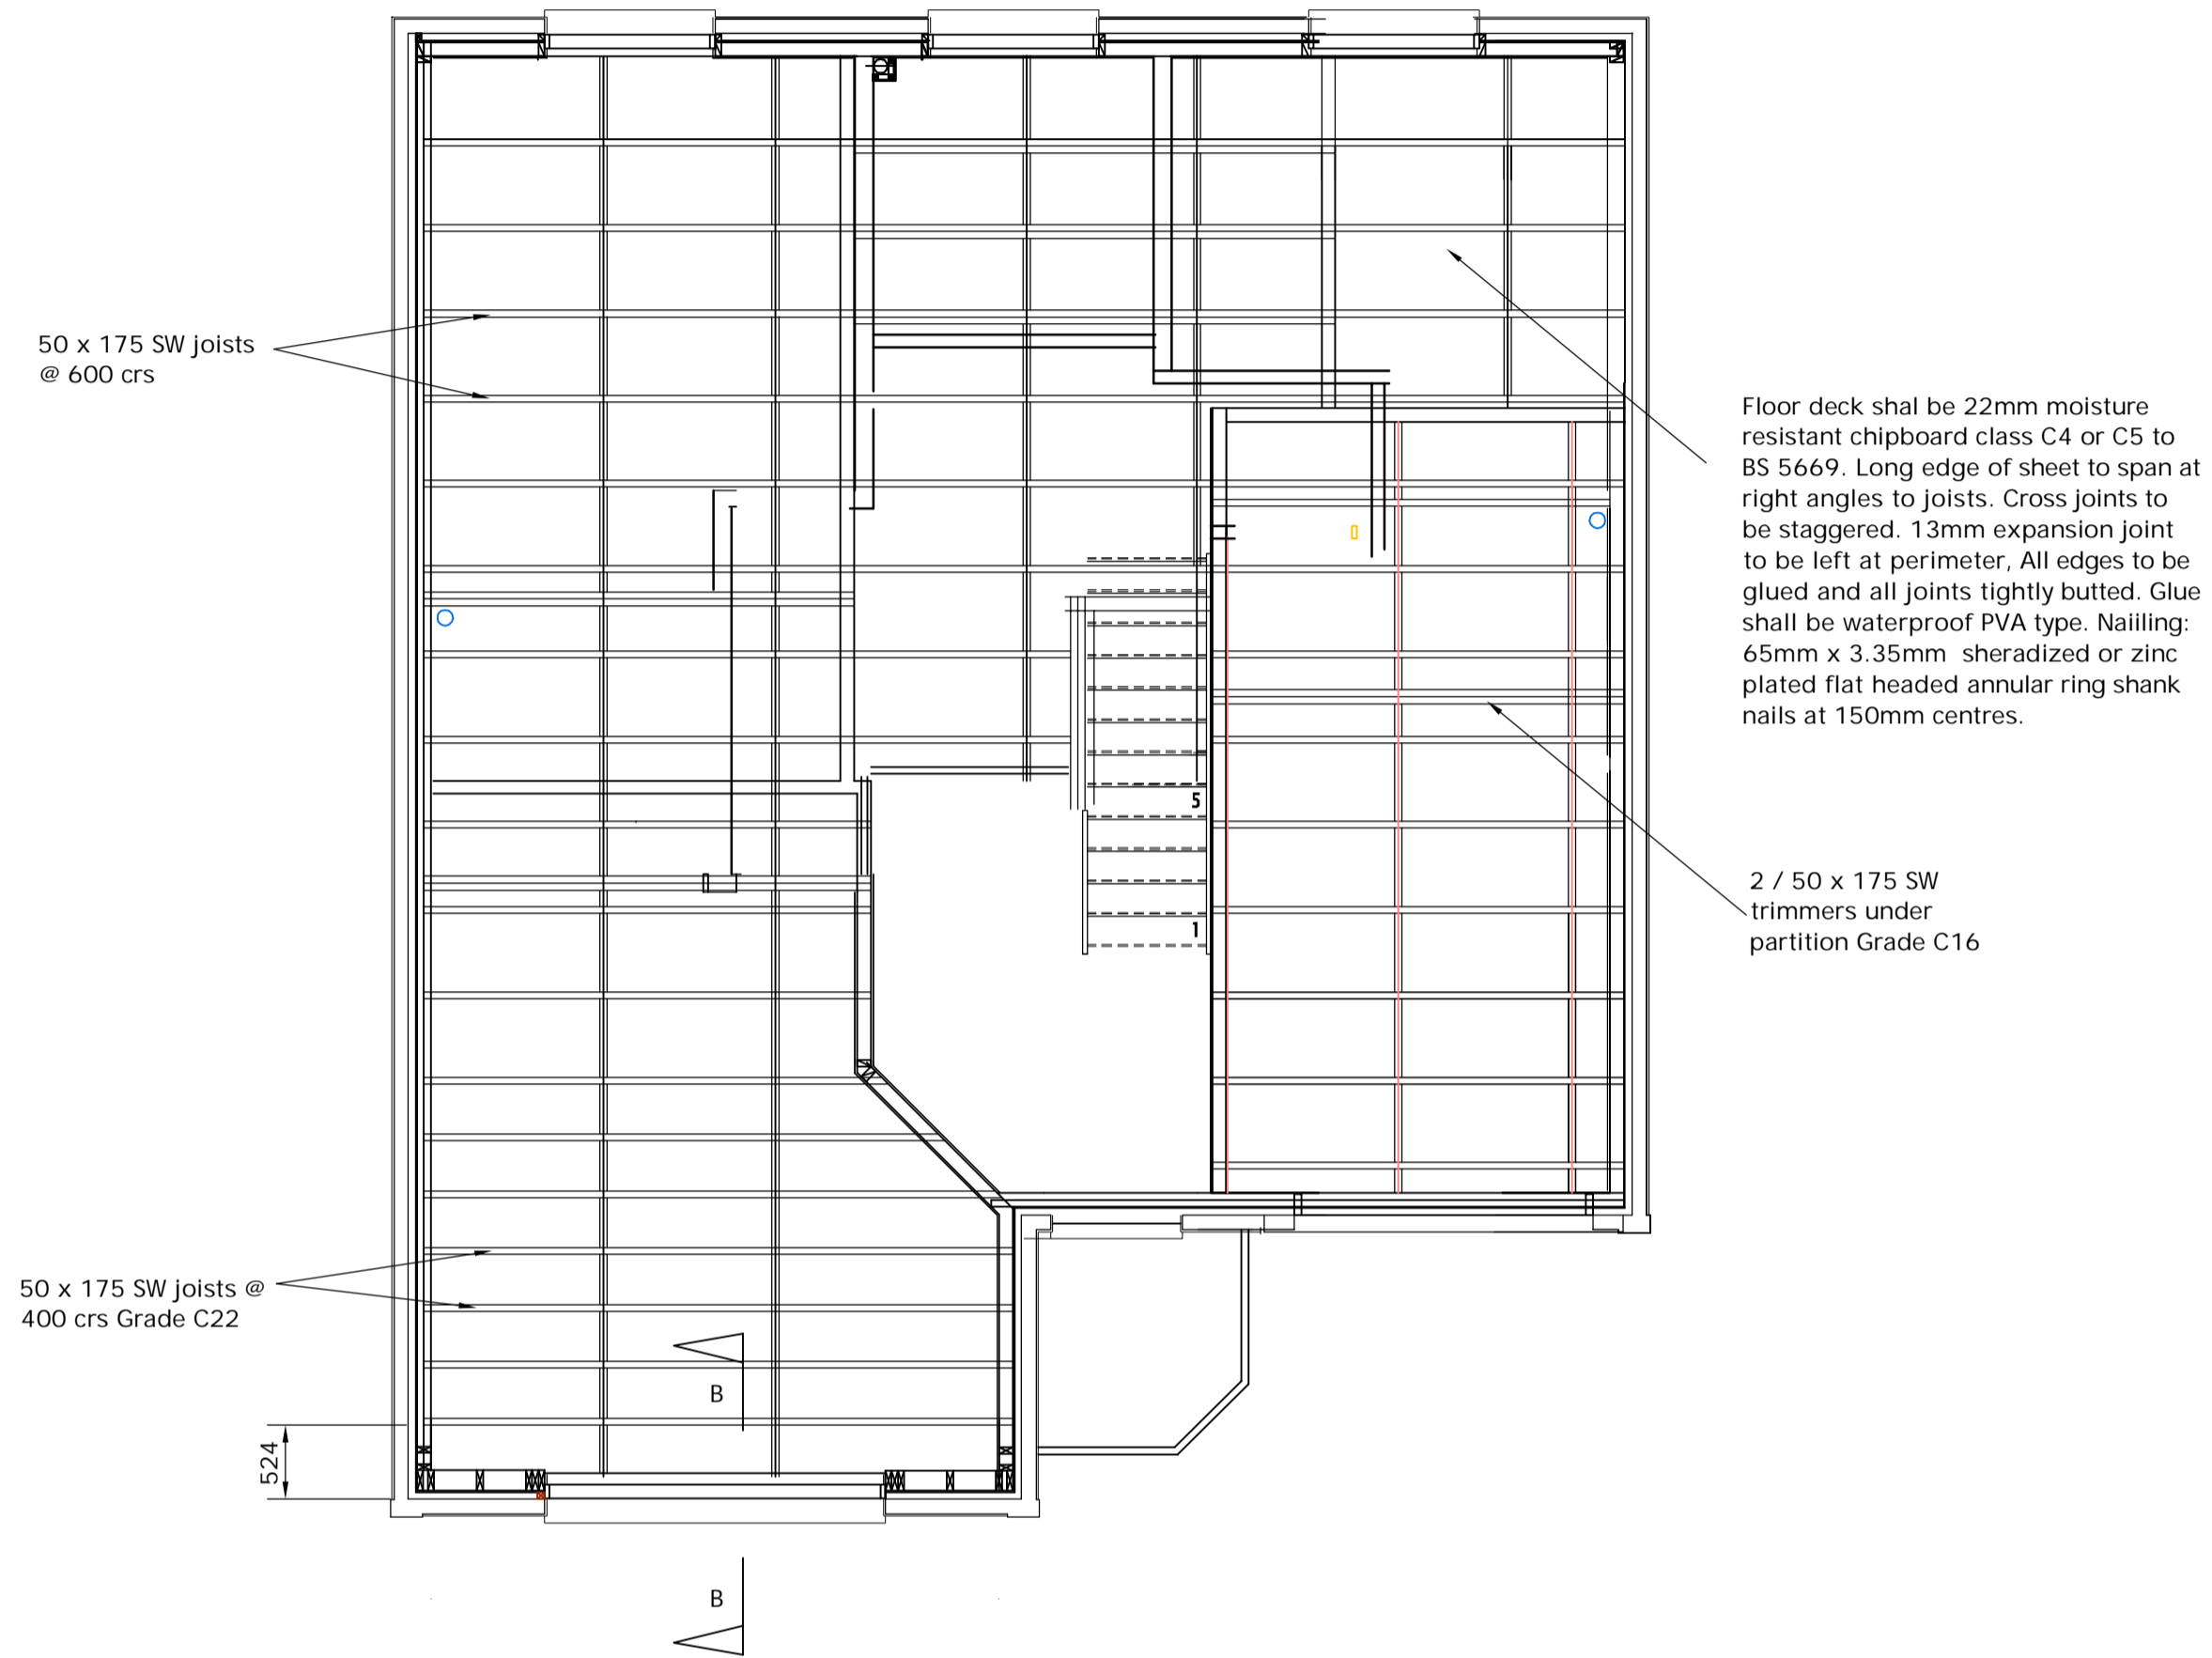 50 x 175 SW joists
@ 600 crs
Floor deck shal be 22mm moisture
resistant chipboard class C4 or C5 to
BS 5669. Long edge of sheet to span at
right angles to joists. Cross joints to
be staggered. 13mm expansion joint
to be left at perimeter, All edges to be
glued and all joints tightly butted. Glue
shall be waterproof PVA type. Naiiling:
65mm x 3.35mm sheradized or zinc
plated flat headed annular ring shank
nails at 150mm centres.
5
1
2 / 50 x 175 SW
trimmers under
partition Grade C16
50 x 175 SW joists @
400 crs Grade C22
B
524
B